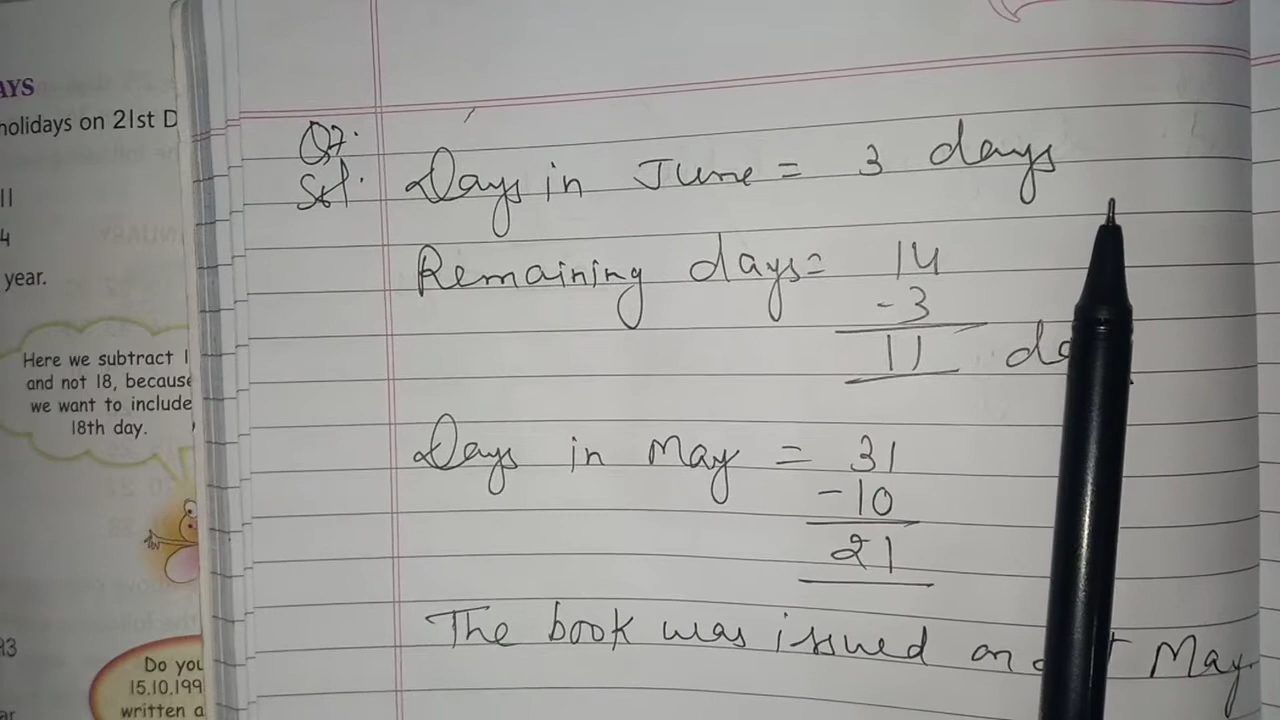 AYS
holidays on 21st D
11
4
year.
Here we subtract 1
and not 18, because
we want to include
18th day.
93
Do you
15.10.199
written a
Q7.
Sol. Days in June = 3 days
Remaining days = 14
-3
11
Days in May = 31
-10
21
The book was issued on May.